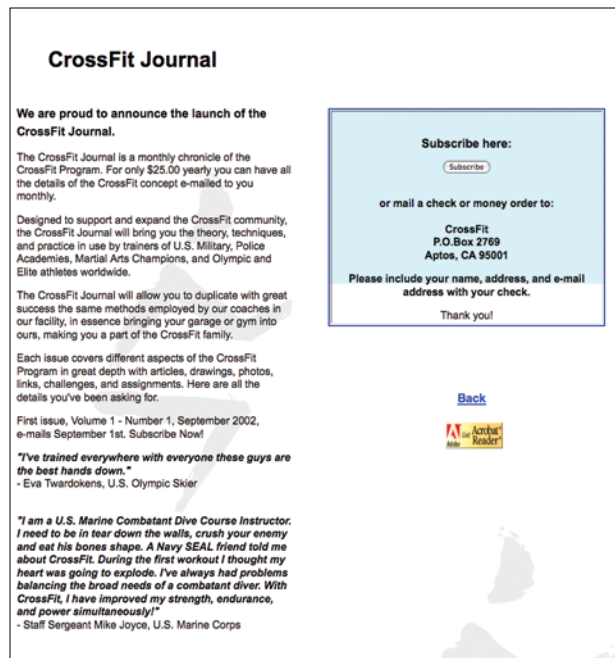 CrossFit Journal
We are proud to announce the launch of the
CrossFit Journal.
The CrossFit Journal is a monthly chronicle of the
CrossFit Program. For only $25.00 yearly you can have all
the details of the CrossFit concept e-mailed to you
monthly.
Designed to support and expand the CrossFit community,
the CrossFit Journal will bring you the theory, techniques,
and practice in use by trainers of U.S. Military, Police
Academies, Martial Arts Champions, and Olympic and
Elite athletes worldwide.
The CrossFit Journal will allow you to duplicate with great
success the same methods employed by our coaches in
our facility, in essence bringing your garage or gym into
ours, making you a part of the CrossFit family.
Each issue covers different aspects of the CrossFit
Program in great depth with articles, drawings, photos,
links, challenges, and assignments. Here are all the
details you've been asking for.
First issue, Volume 1 - Number 1, September 2002,
e-mails September 1st. Subscribe Now!
"I've trained everywhere with everyone these guys are
the best hands down."
- Eva Twardokens, U.S. Olympic Skier
"I am a U.S. Marine Combatant Dive Course Instructor.
I need to be in tear down the walls, crush your enemy
and eat his bones shape. A Navy SEAL friend told me
about CrossFit. During the first workout I thought my
heart was going to explode. I've always had problems
balancing the broad needs of a combatant diver. With
CrossFit, I have improved my strength, endurance,
and power simultaneously!"
- Staff Sergeant Mike Joyce, U.S. Marine Corps
Subscribe here:
Subscribe
or mail a check or money order to:
CrossFit
P.O.Box 2769
Aptos, CA 95001
Please include your name, address, and e-mail
address with your check.
Thank you!
Back
Get Acrobat®
Adobe Reader®